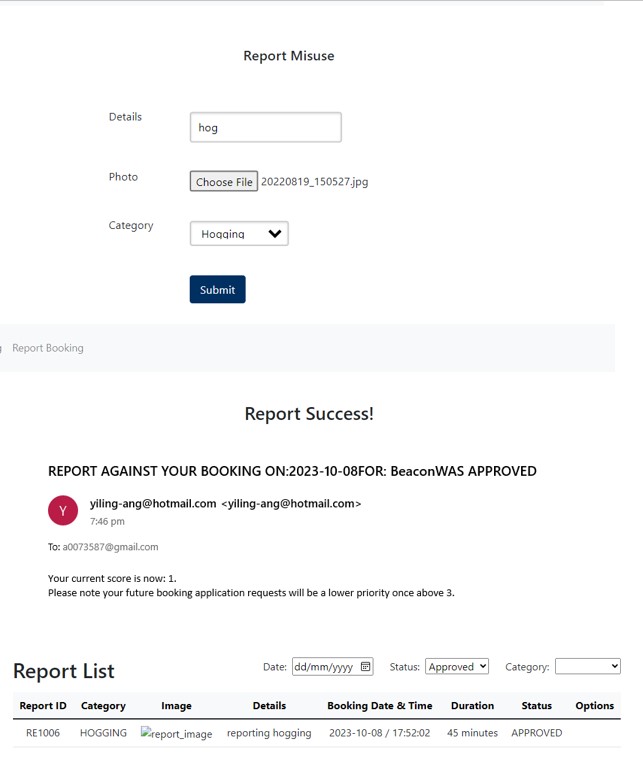 Report Misuse
Details
hog
Photo
Choose File 20220819_150527.jpg
Category
Hogging
Submit
Report Booking
Report Success!
REPORT AGAINST YOUR BOOKING ON:2023-10-08FOR: BeaconWAS APPROVED
Y
yiling-ang@hotmail.com <yiling-ang@hotmail.com>
7:46 pm
To: a0073587@gmail.com
Your current score is now: 1.
Please note your future booking application requests will be a lower priority once above 3.
Report List
Date: dd/mm/yyyy Status: Approved Category:
Report ID Category Image Details Booking Date & Time Duration Status Options
RE1006 HOGGING report_image reporting hogging 2023-10-08 / 17:52:02 45 minutes APPROVED